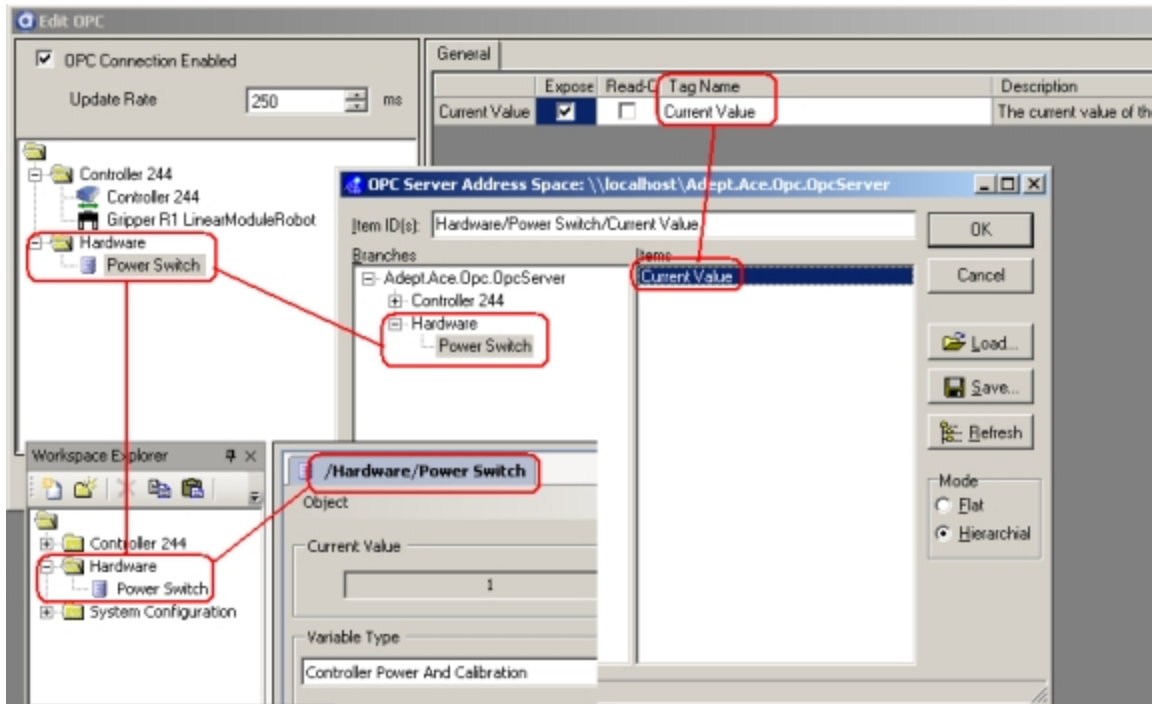 Edit OPC
OPC Connection Enabled
Update Rate 250 ms
Controller 244
Controller 244
Gripper R1 LinearModuleRobot
Hardware
Power Switch
General
Expose Read-C Tag Name Description
Current Value Current Value The current value of th
OPC Server Address Space: \\localhost\Adept.Ace.Opc.OpcServer
Item ID(s): Hardware/Power Switch/Current Value
Branches
Adept.Ace.Opc.OpcServer
Controller 244
Hardware
Power Switch
Items
Current Value
OK
Cancel
Load...
Save...
Refresh
Mode
Flat
Hierarchial
Workspace Explorer
Controller 244
Hardware
Power Switch
System Configuration
/Hardware/Power Switch
Object
Current Value
1
Variable Type
Controller Power And Calibration